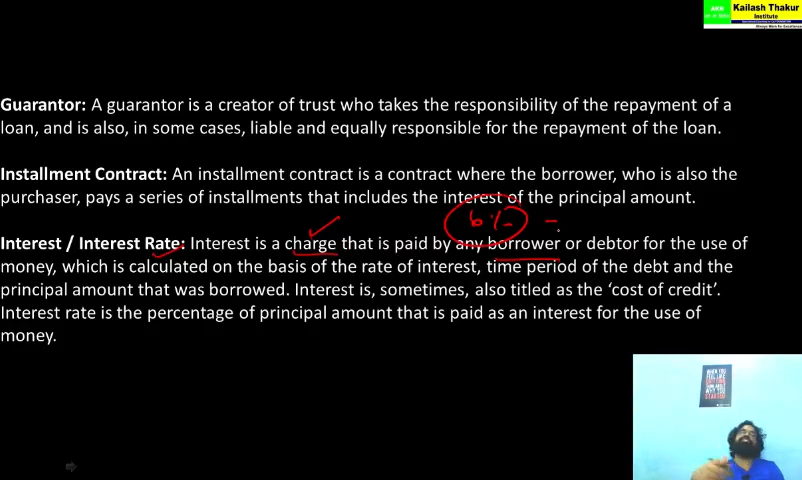 Kailash Thakur
Institute
Guarantor: A guarantor is a creator of trust who takes the responsibility of the repayment of a
loan, and is also, in some cases, liable and equally responsible for the repayment of the loan.
Installment Contract: An installment contract is a contract where the borrower, who is also the
purchaser, pays a series of installments that includes the interest of the principal amount.
6%
Interest / Interest Rate: Interest is a charge that is paid by any borrower or debtor for the use of
money, which is calculated on the basis of the rate of interest, time period of the debt and the
principal amount that was borrowed. Interest is, sometimes, also titled as the ‘cost of credit’.
Interest rate is the percentage of principal amount that is paid as an interest for the use of
money.